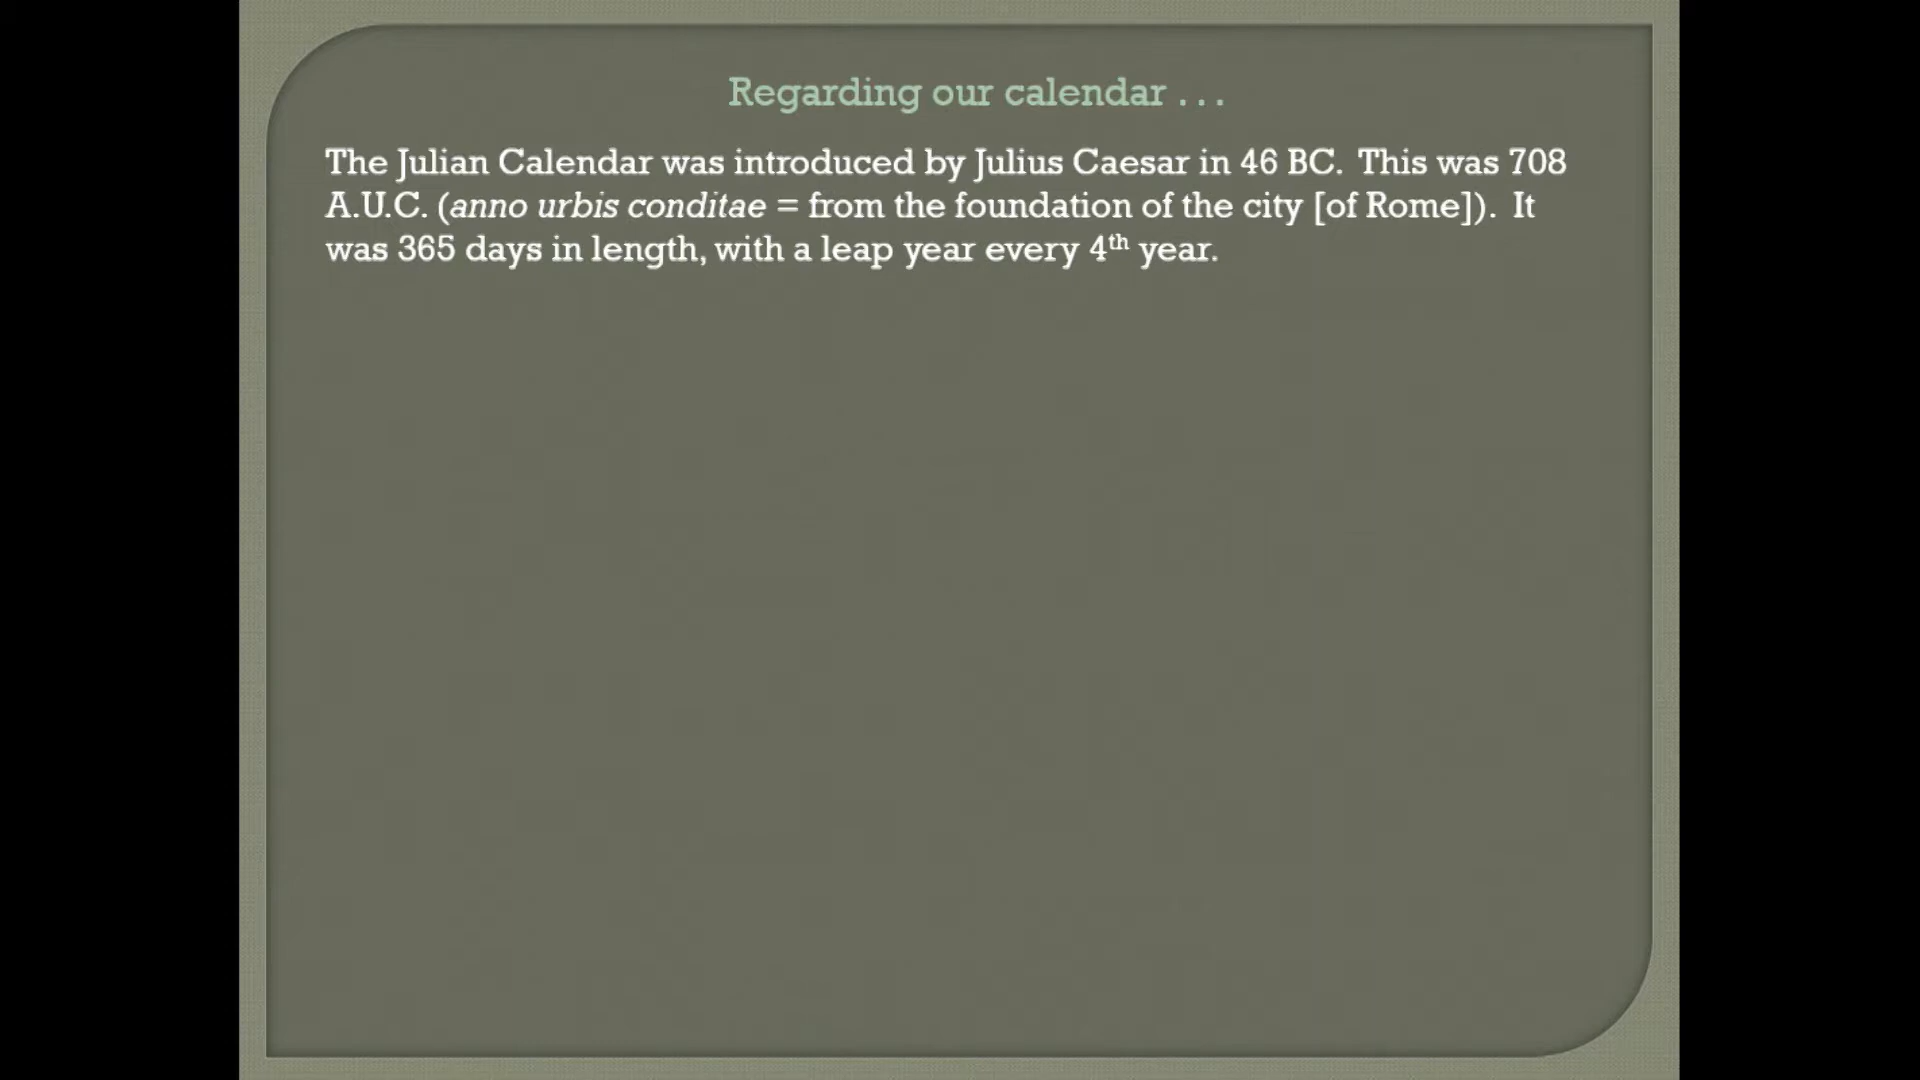 Regarding our calendar . . .
The Julian Calendar was introduced by Julius Caesar in 46 BC.  This was 708
A.U.C. (anno urbis conditae = from the foundation of the city [of Rome]).  It
was 365 days in length, with a leap year every 4th year.